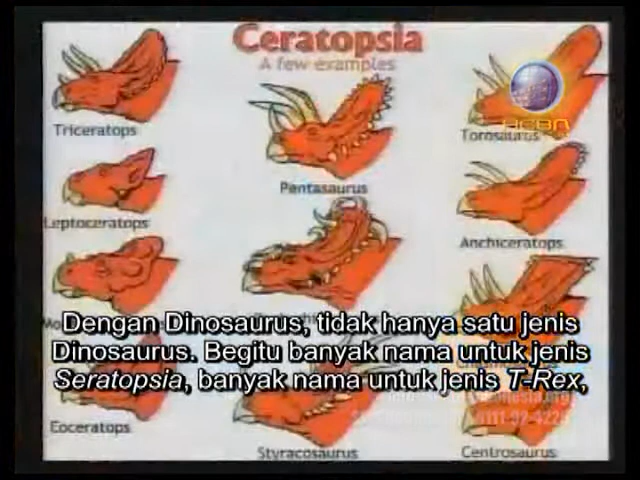 Ceratopsia
A few examples
Triceratops
Torosaurus
HCBN
Pentasaurus
Leptoceratops
Anchiceratops
Dengan Dinosaurus, tidak hanya satu jenis
Dinosaurus. Begitu banyak nama untuk jenis
Seratopsia, banyak nama untuk jenis T-Rex,
Eoceratops
Styracosaurus
Centrosaurus